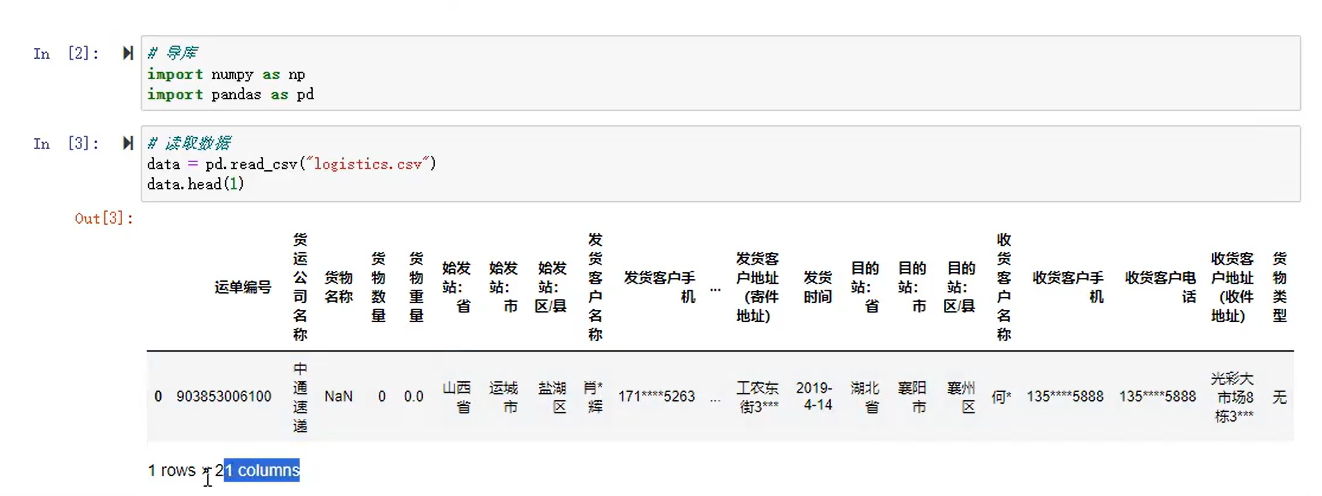 In [2]:
# 导库
import numpy as np
import pandas as pd
In [3]:
# 读取数据
data = pd.read_csv("logistics.csv")
data.head(1)
Out[3]:
运单编号 货运公司名称 货物名称 货物数量 货物重量 始发站：省 始发站：市 始发站：区/县 发货客户名称 发货客户手机 ... 发货客户地址（寄件地址） 发货时间 目的站：省 目的站：市 目的站：区/县 收货客户名称 收货客户手机 收货客户电话 收货客户地址（收件地址） 货物类型
0 903853006100 中通速递 NaN 0 0.0 山西省 运城市 盐湖区 肖*辉 171****5263 ... 工农东街3*** 2019-4-14 湖北省 襄阳市 襄州区 何* 135****5888 135****5888 光彩大市场8栋3*** 无
1 rows × 21 columns